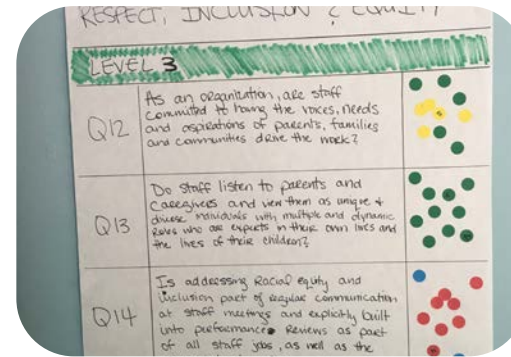 RESPECT, INCLUSION & EQUITY
LEVEL 3
Q12
As an organization, are staff
committed to having the voices, needs
and aspirations of parents, families
and communities drive the work?
Q13
Do staff listen to parents and
caregivers and view them as unique &
diverse individuals with multiple and dynamic
roles who are experts in their own lives and
the lives of their children?
Q14
Is addressing Racial equity and
inclusion part of regular communication
at staff meetings and explicitly built
into performance Reviews as part
of all staff jobs, as well as the